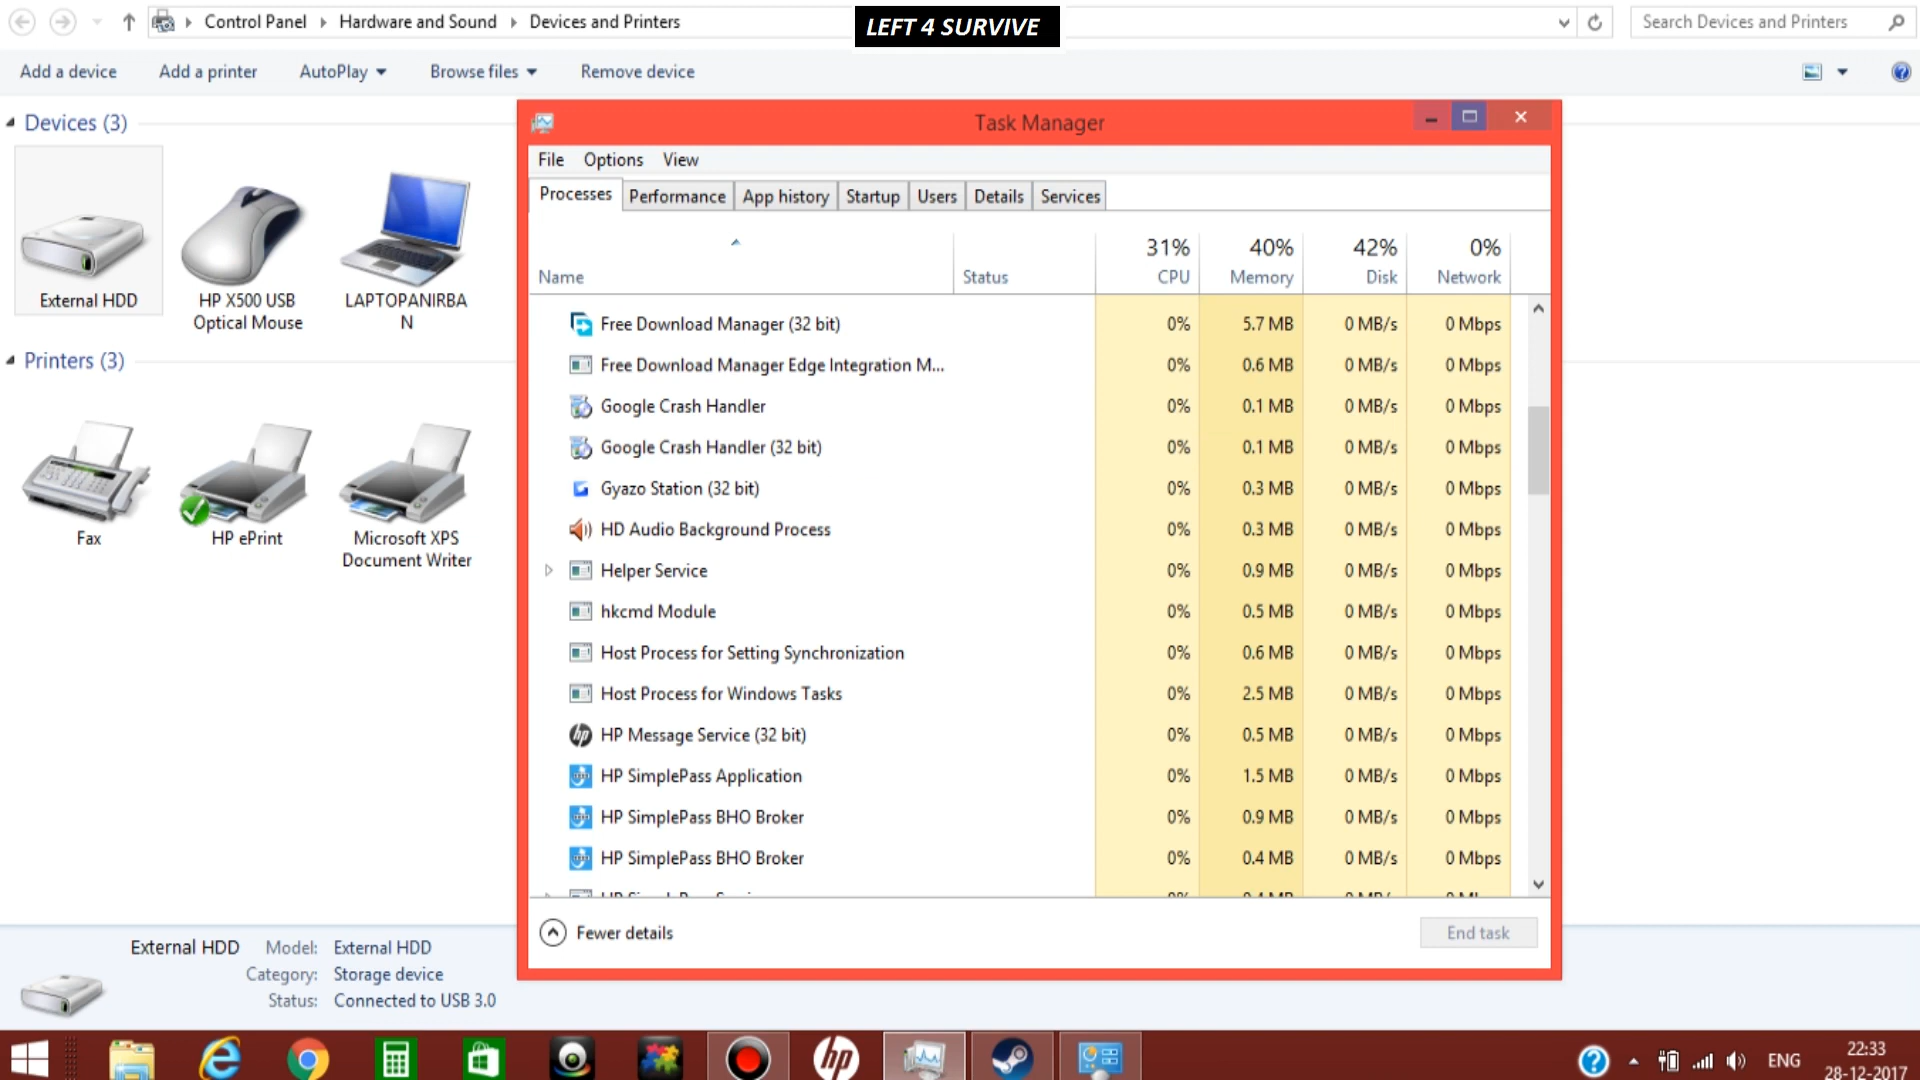 Control Panel Hardware and Sound Devices and Printers
LEFT 4 SURVIVE
Search Devices and Printers
Add a device Add a printer AutoPlay Browse files Remove device
Devices (3)
External HDD
HP X500 USB
Optical Mouse
LAPTOPANIRBA
N
Printers (3)
Fax
HP ePrint
Microsoft XPS
Document Writer
Task Manager
File Options View
Processes Performance App history Startup Users Details Services
31% 40% 42% 0%
Name Status CPU Memory Disk Network
Free Download Manager (32 bit) 0% 5.7 MB 0 MB/s 0 Mbps
Free Download Manager Edge Integration M... 0% 0.6 MB 0 MB/s 0 Mbps
Google Crash Handler 0% 0.1 MB 0 MB/s 0 Mbps
Google Crash Handler (32 bit) 0% 0.1 MB 0 MB/s 0 Mbps
Gyazo Station (32 bit) 0% 0.3 MB 0 MB/s 0 Mbps
HD Audio Background Process 0% 0.3 MB 0 MB/s 0 Mbps
Helper Service 0% 0.9 MB 0 MB/s 0 Mbps
hkcmd Module 0% 0.5 MB 0 MB/s 0 Mbps
Host Process for Setting Synchronization 0% 0.6 MB 0 MB/s 0 Mbps
Host Process for Windows Tasks 0% 2.5 MB 0 MB/s 0 Mbps
HP Message Service (32 bit) 0% 0.5 MB 0 MB/s 0 Mbps
HP SimplePass Application 0% 1.5 MB 0 MB/s 0 Mbps
HP SimplePass BHO Broker 0% 0.9 MB 0 MB/s 0 Mbps
HP SimplePass BHO Broker 0% 0.4 MB 0 MB/s 0 Mbps
Fewer details
End task
External HDD Model: External HDD
Category: Storage device
Status: Connected to USB 3.0
hp
ENG
22:33
28-12-2017